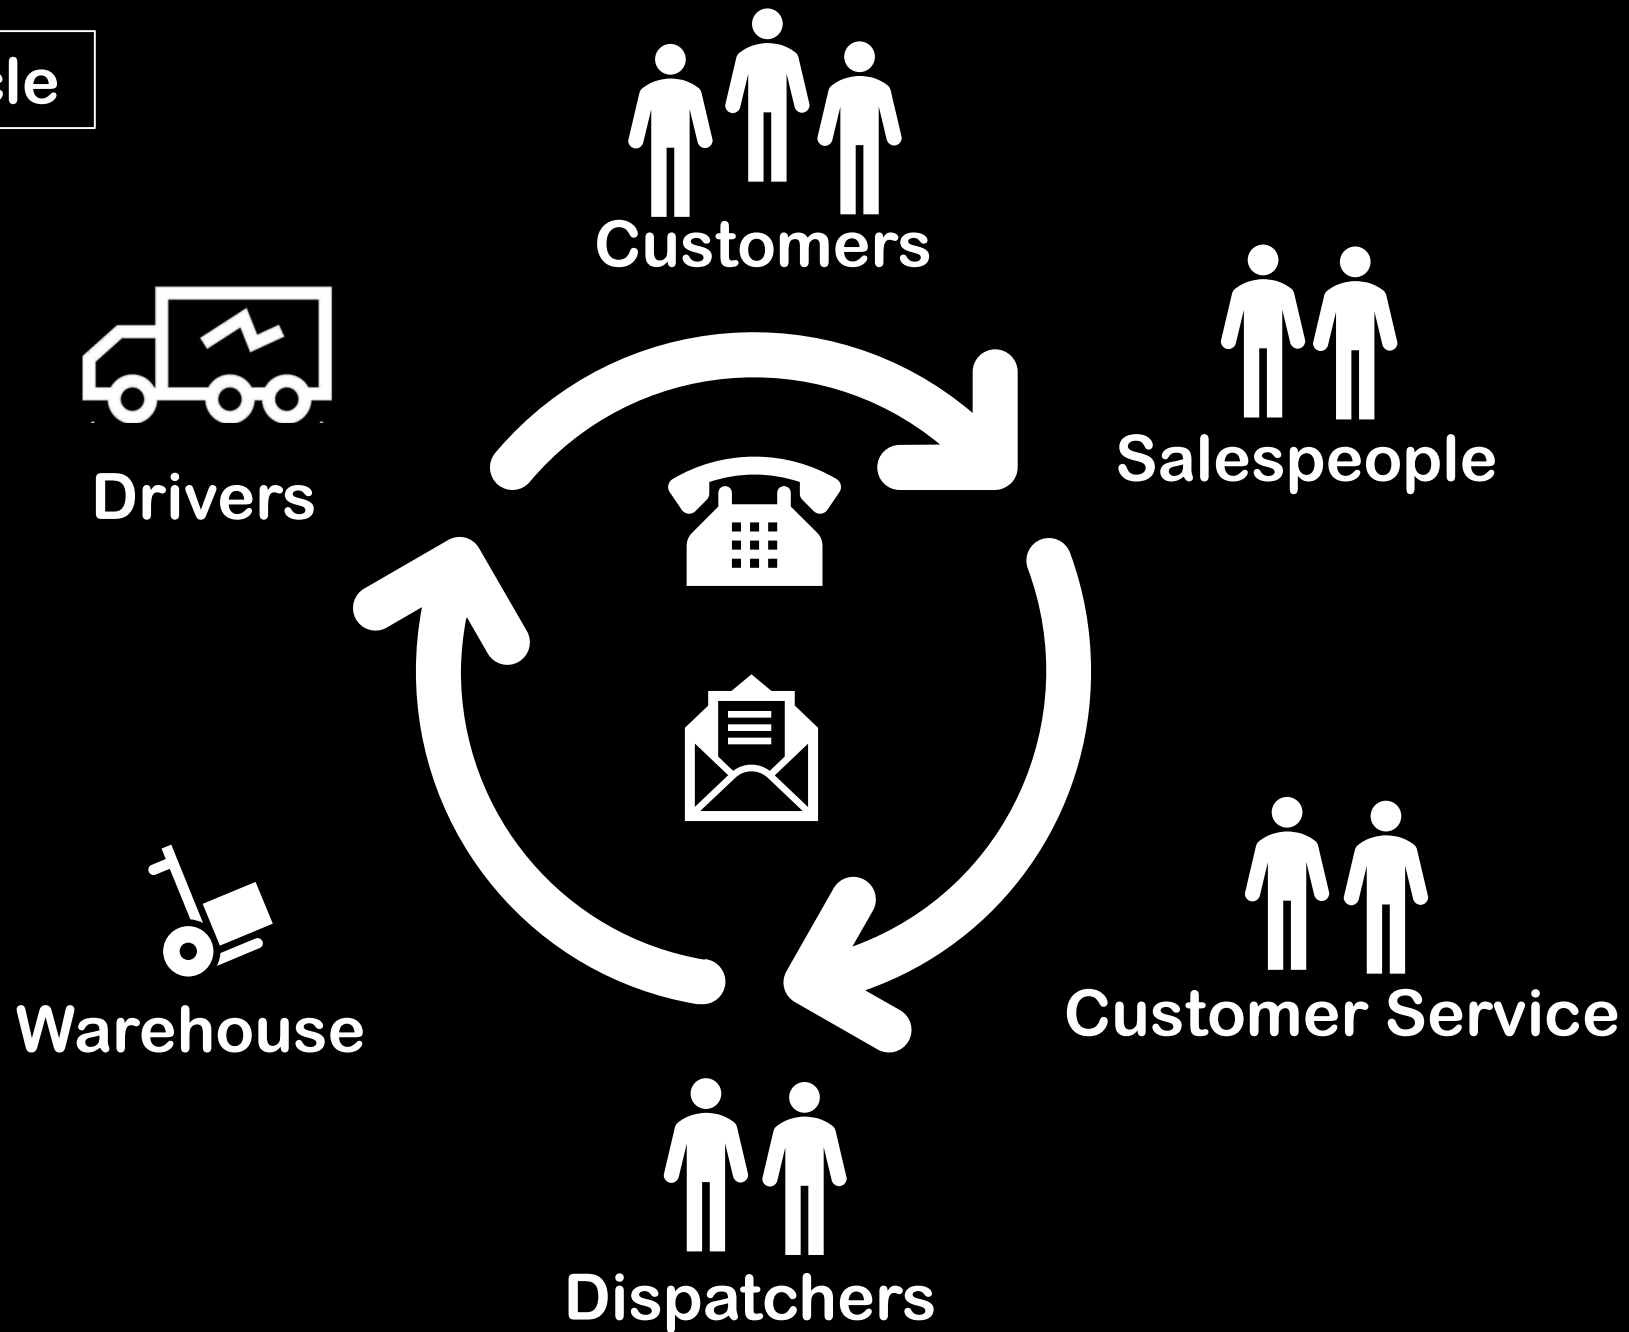 Customers
Salespeople
Drivers
Customer Service
Warehouse
Dispatchers